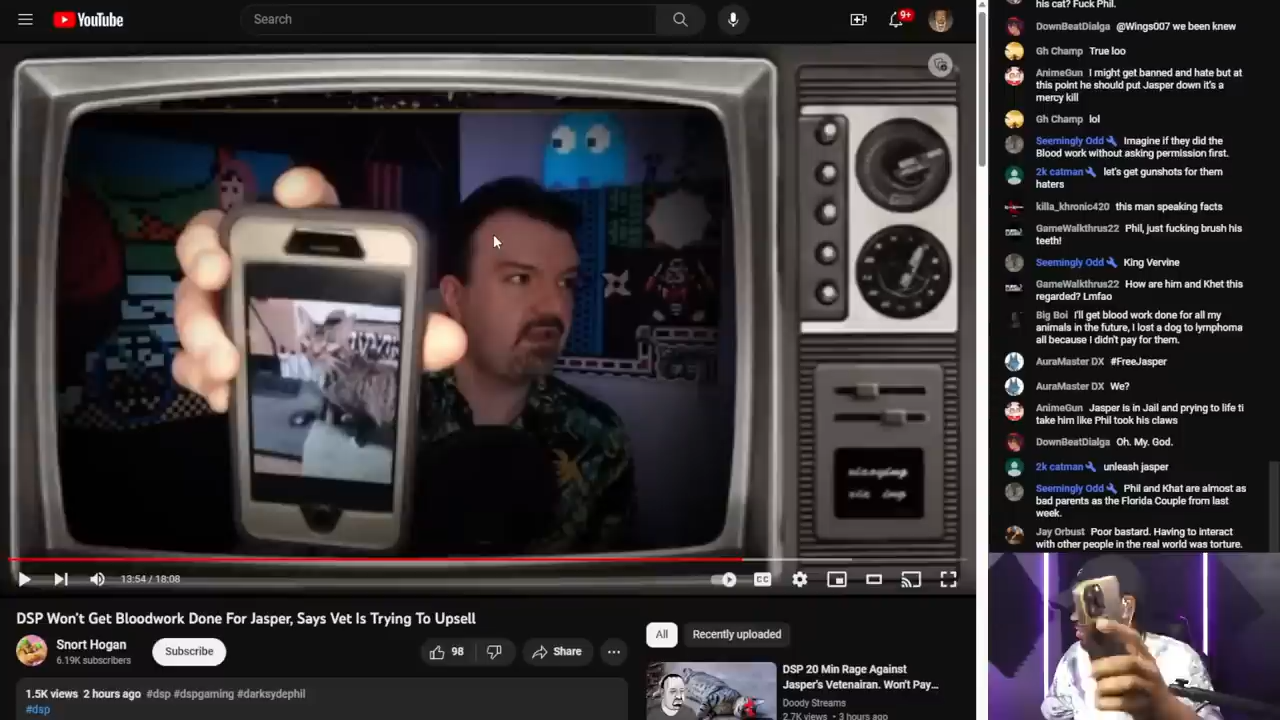 YouTube
Search
9+
his cat? Fuck Phil.
DownBeatDialga @Wings007 we been knew
Gh Champ True loo
AnimeGun I might get banned and hate but at
this point he should put Jasper down it's a
mercy kill
Gh Champ lol
Seemingly Odd Imagine if they did the
Blood work without asking permission first.
2k catman let's get gunshots for them
haters
killa_khronic420 this man speaking facts
GameWalkthrus22 Phil, just fucking brush his
teeth!
Seemingly Odd King Vervine
GameWalkthrus22 How are him and Khet this
regarded? Lmfao
Big Boi I'll get blood work done for all my
animals in the future, I lost a dog to lymphoma
all because I didn't pay for them.
AuraMaster DX #FreeJasper
AuraMaster DX We?
AnimeGun Jasper is in Jail and prying to life ti
take him like Phil took his claws
DownBeatDialga Oh. My. God.
2k catman unleash jasper
Seemingly Odd Phil and Khat are almost as
bad parents as the Florida Couple from last
week.
Jay Orbust Poor bastard. Having to interact
with other people in the real world was torture.
13:54 / 18:08
CC
DSP Won't Get Bloodwork Done For Jasper, Says Vet Is Trying To Upsell
Snort Hogan
6.19K subscribers
Subscribe
98
Share
All
Recently uploaded
1.5K views 2 hours ago #dsp #dspgaming #darksydephil
#dsp
DSP 20 Min Rage Against
Jasper's Vetenairan. Won't Pay...
Doody Streams
2.7K views • 3 hours ago